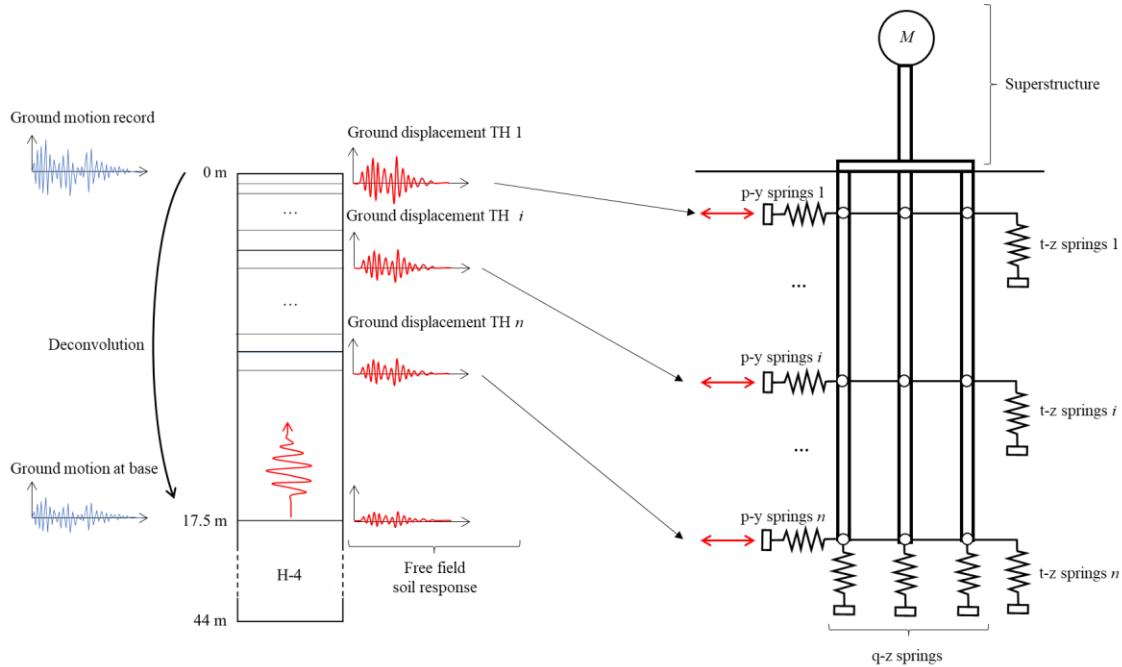 M
Superstructure
Ground motion record
Ground displacement TH 1
0 m
p-y springs 1
...
Ground displacement TH i
t-z springs 1
...
...
Ground displacement TH n
Deconvolution
p-y springs i
t-z springs i
...
Ground motion at base
p-y springs n
17.5 m
t-z springs n
H-4
Free field
soil response
44 m
q-z springs